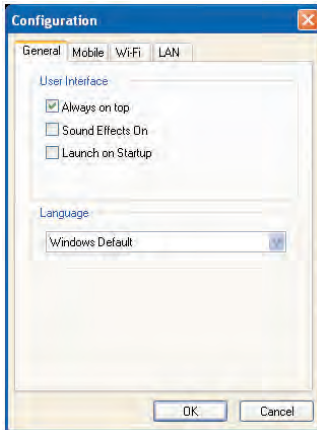 Configuration
General Mobile Wi-Fi LAN
User Interface
Always on top
Sound Effects On
Launch on Startup
Language
Windows Default
OK Cancel